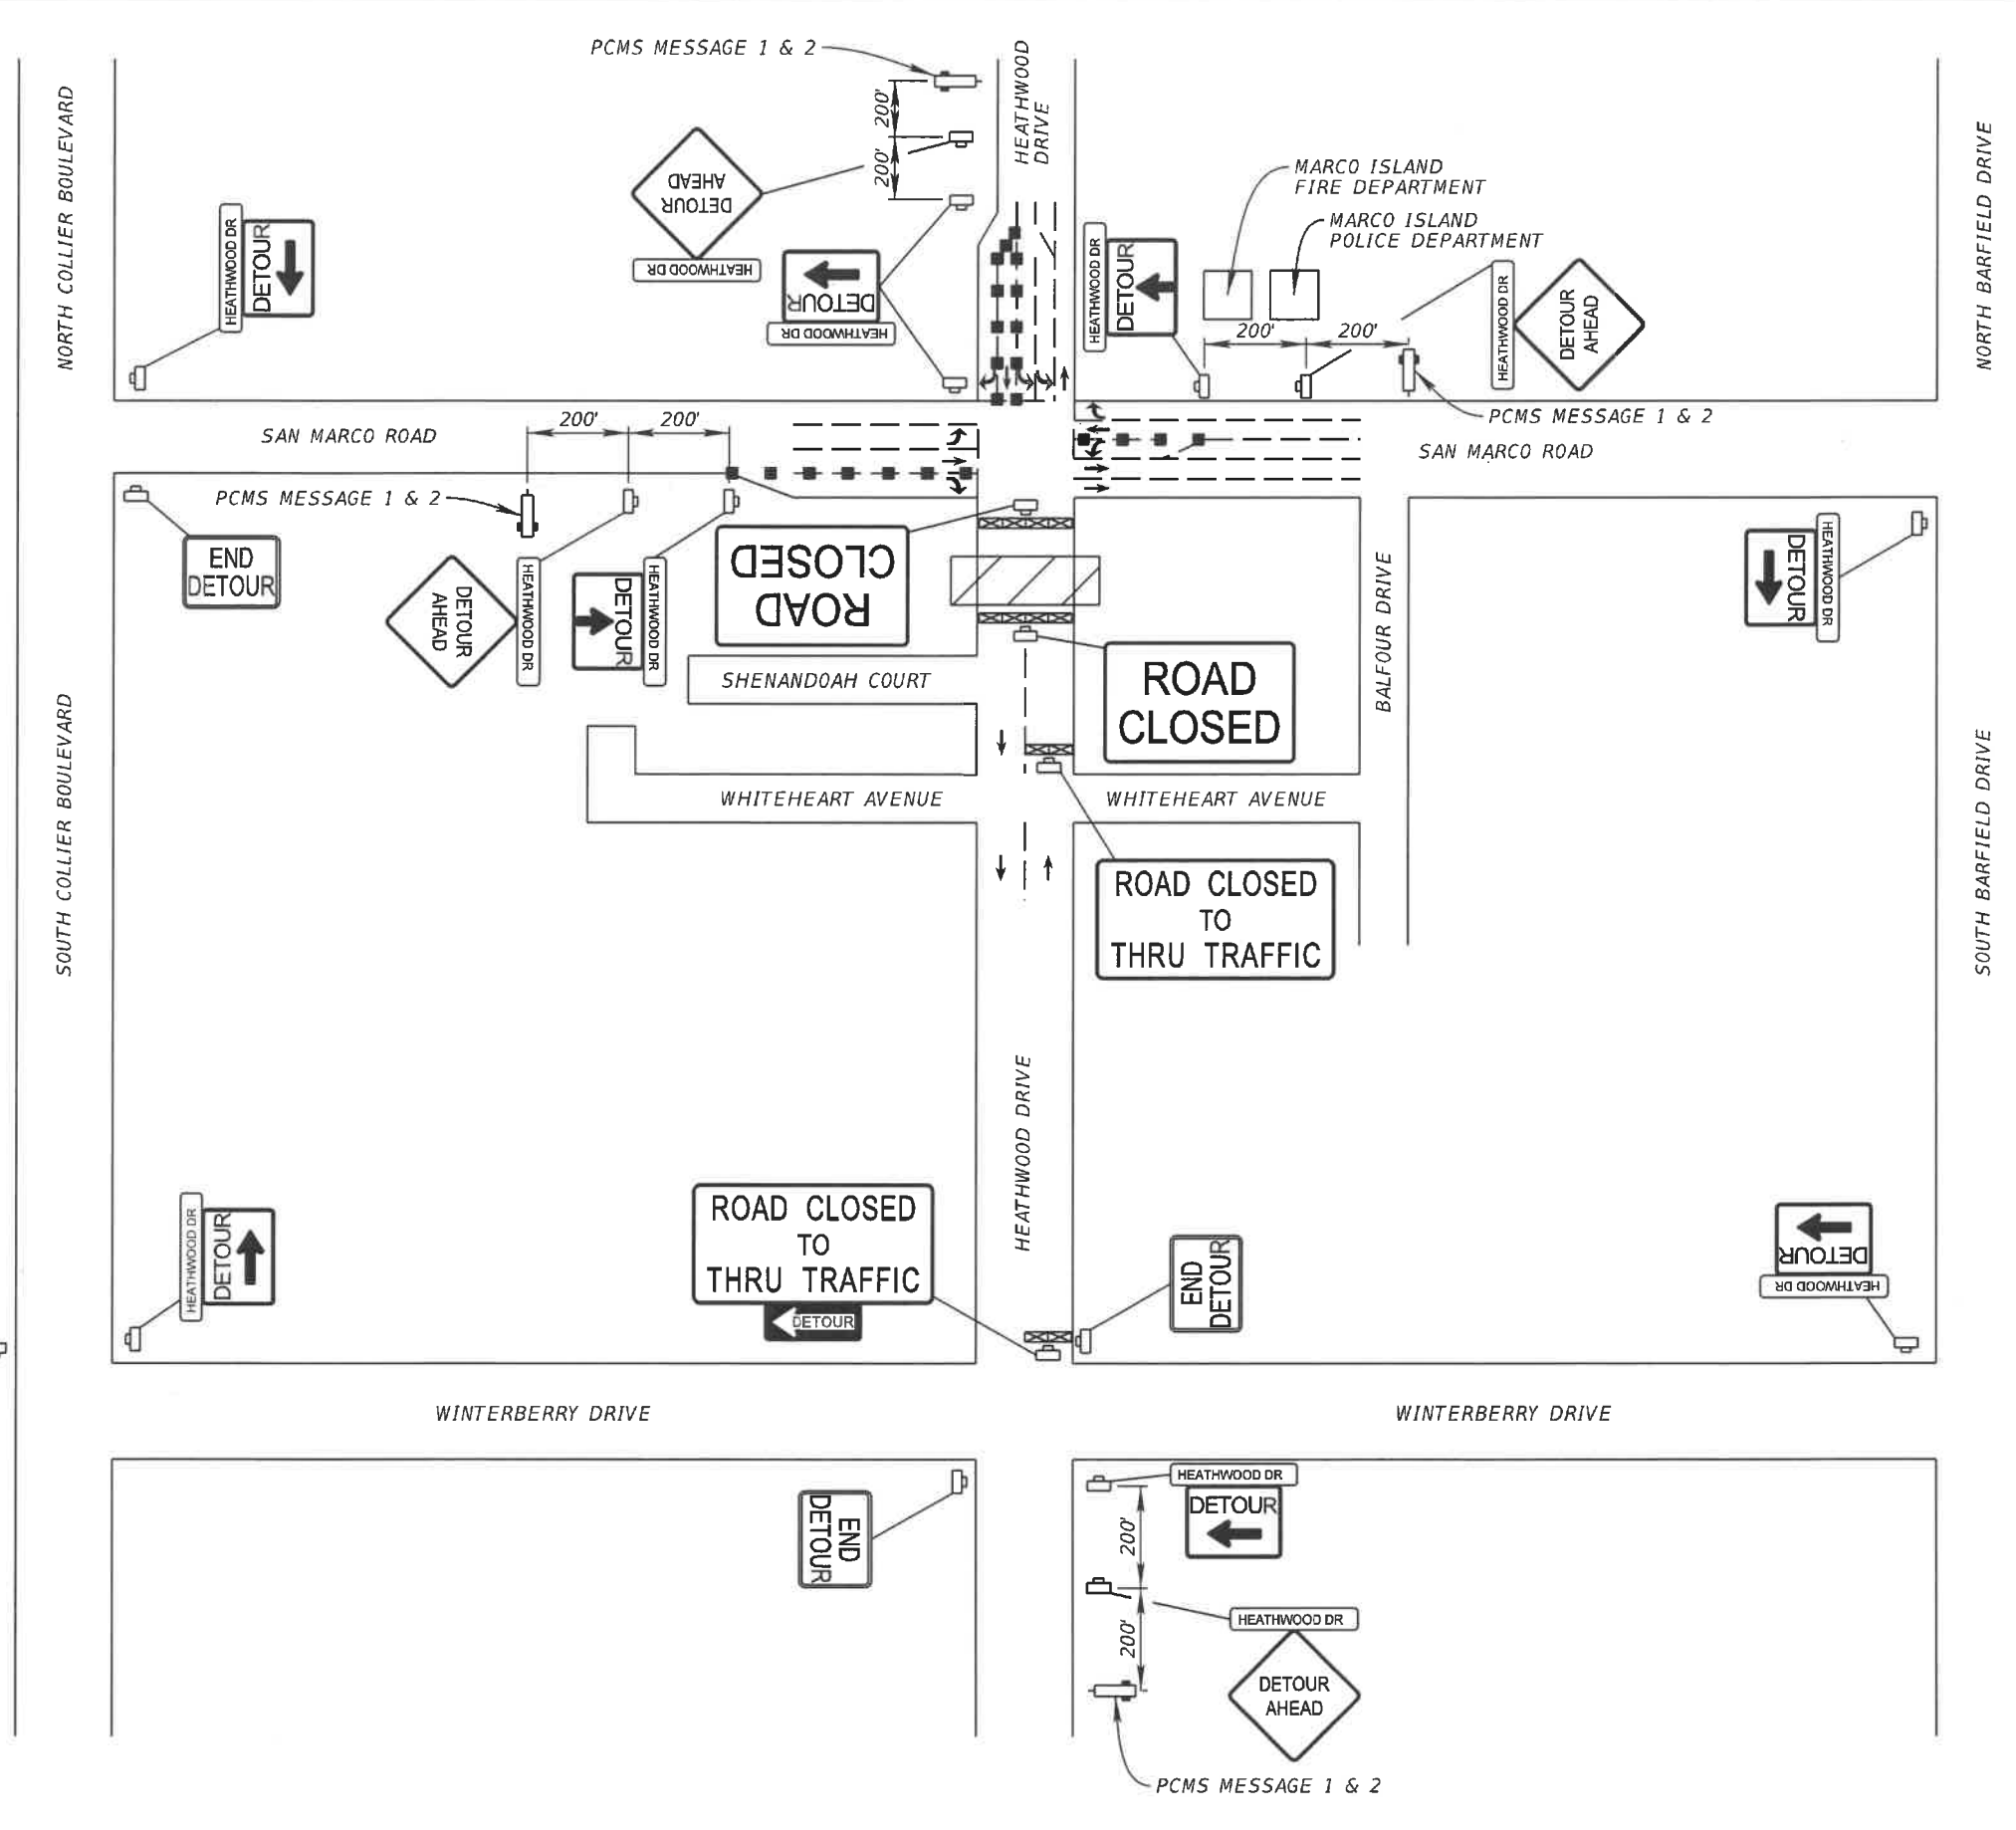 PCMS MESSAGE 1 & 2
HEATHWOOD
DRIVE
NORTH COLLIER BOULEVARD
NORTH BARFIELD DRIVE
200'
200'
DETOUR
AHEAD
HEATHWOOD DR
MARCO ISLAND
FIRE DEPARTMENT
MARCO ISLAND
POLICE DEPARTMENT
HEATHWOOD DR
DETOUR
DETOUR
HEATHWOOD DR
HEATHWOOD DR
DETOUR
200'
200'
HEATHWOOD DR
DETOUR
AHEAD
PCMS MESSAGE 1 & 2
SAN MARCO ROAD
200'
200'
SAN MARCO ROAD
PCMS MESSAGE 1 & 2
END
DETOUR
DETOUR
AHEAD
HEATHWOOD DR
DETOUR
HEATHWOOD DR
ROAD
CLOSED
BALFOUR DRIVE
DETOUR
HEATHWOOD DR
SHENANDOAH COURT
ROAD
CLOSED
SOUTH COLLIER BOULEVARD
SOUTH BARFIELD DRIVE
WHITEHEART AVENUE
WHITEHEART AVENUE
ROAD CLOSED
TO
THRU TRAFFIC
HEATHWOOD DRIVE
HEATHWOOD DR
DETOUR
ROAD CLOSED
TO
THRU TRAFFIC
DETOUR
END
DETOUR
DETOUR
HEATHWOOD DR
WINTERBERRY DRIVE
WINTERBERRY DRIVE
END
DETOUR
HEATHWOOD DR
DETOUR
200'
200'
HEATHWOOD DR
DETOUR
AHEAD
PCMS MESSAGE 1 & 2